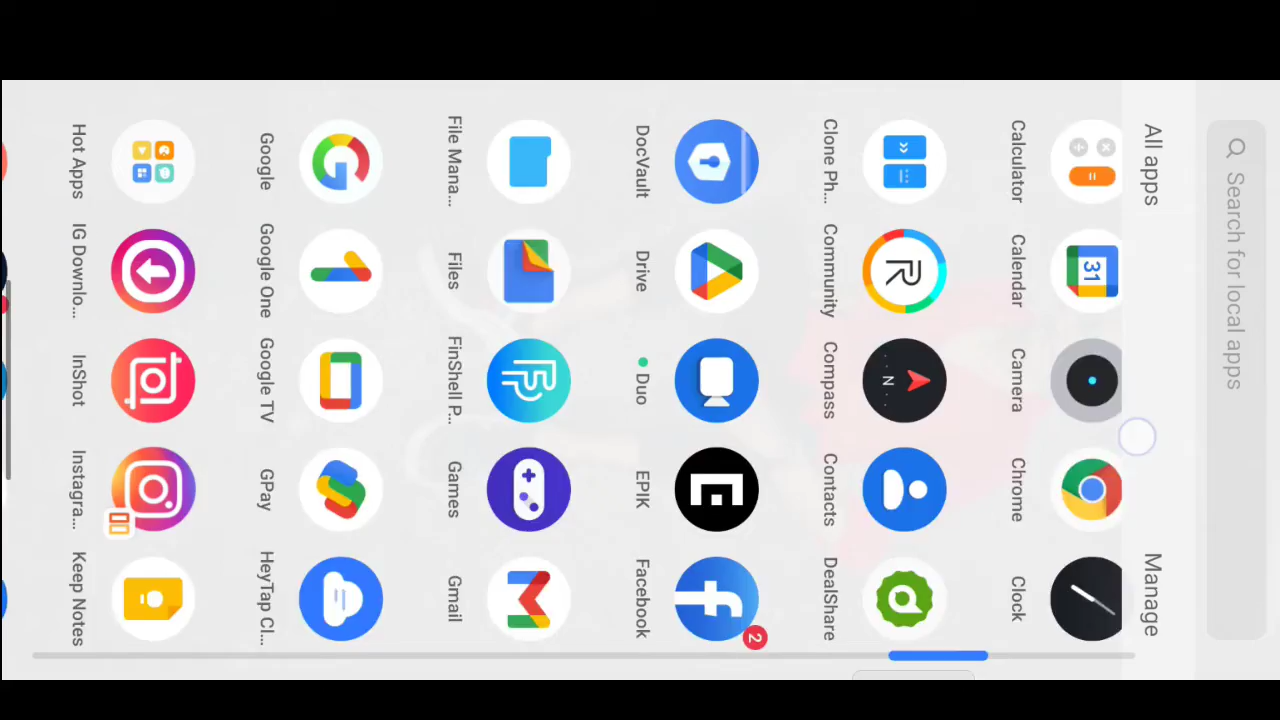 Search for local apps
All apps
Manage
Calculator
Calendar
Camera
Chrome
Clock
31
Clone Ph...
Community
Compass
Contacts
DealShare
N
DocVault
Drive
Duo
EPIK
Facebook
2
File Mana...
Files
FinShell P...
Games
Gmail
Google
Google One
Google TV
GPay
HeyTap Cl...
Hot Apps
IG Downlo...
InShot
Instagra...
Keep Notes